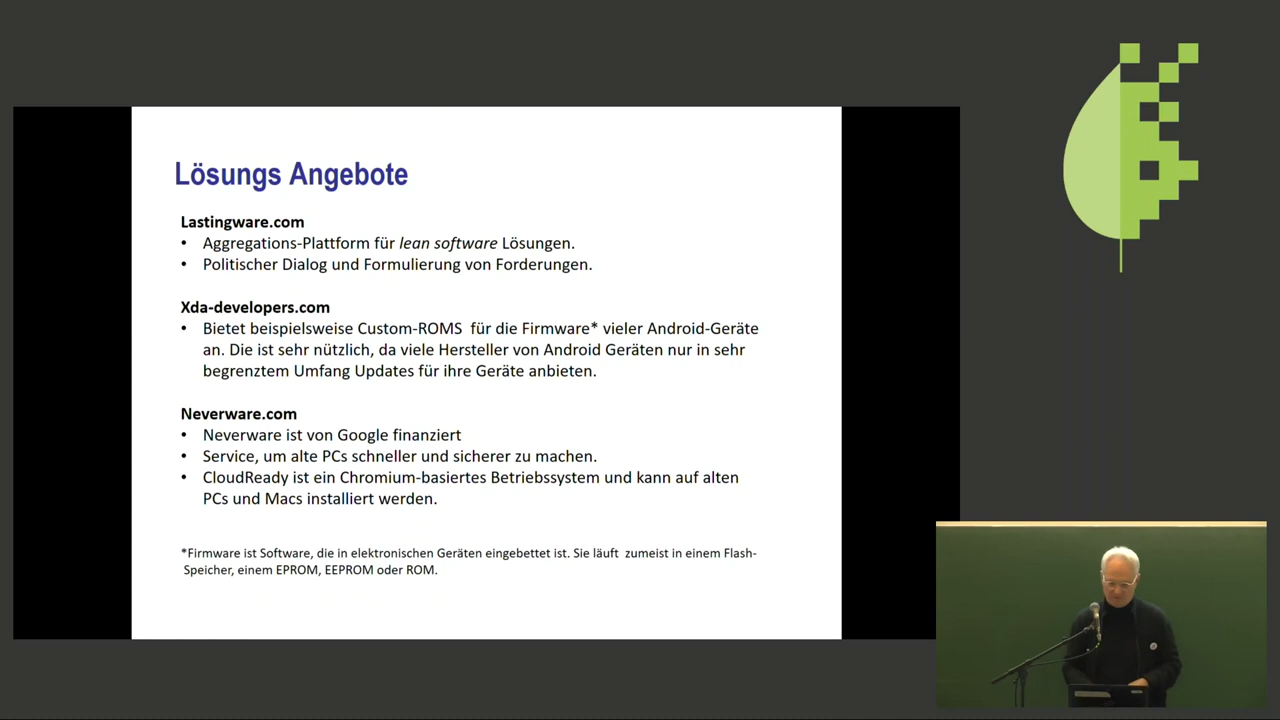 Lösungs Angebote
Lastingware.com
• Aggregations-Plattform für lean software Lösungen.
• Politischer Dialog und Formulierung von Forderungen.
Xda-developers.com
• Bietet beispielsweise Custom-ROMS für die Firmware* vieler Android-Geräte
an. Die ist sehr nützlich, da viele Hersteller von Android Geräten nur in sehr
begrenztem Umfang Updates für ihre Geräte anbieten.
Neverware.com
• Neverware ist von Google finanziert
• Service, um alte PCs schneller und sicherer zu machen.
• CloudReady ist ein Chromium-basiertes Betriebssystem und kann auf alten
PCs und Macs installiert werden.
*Firmware ist Software, die in elektronischen Geräten eingebettet ist. Sie läuft zumeist in einem Flash-
Speicher, einem EPROM, EEPROM oder ROM.